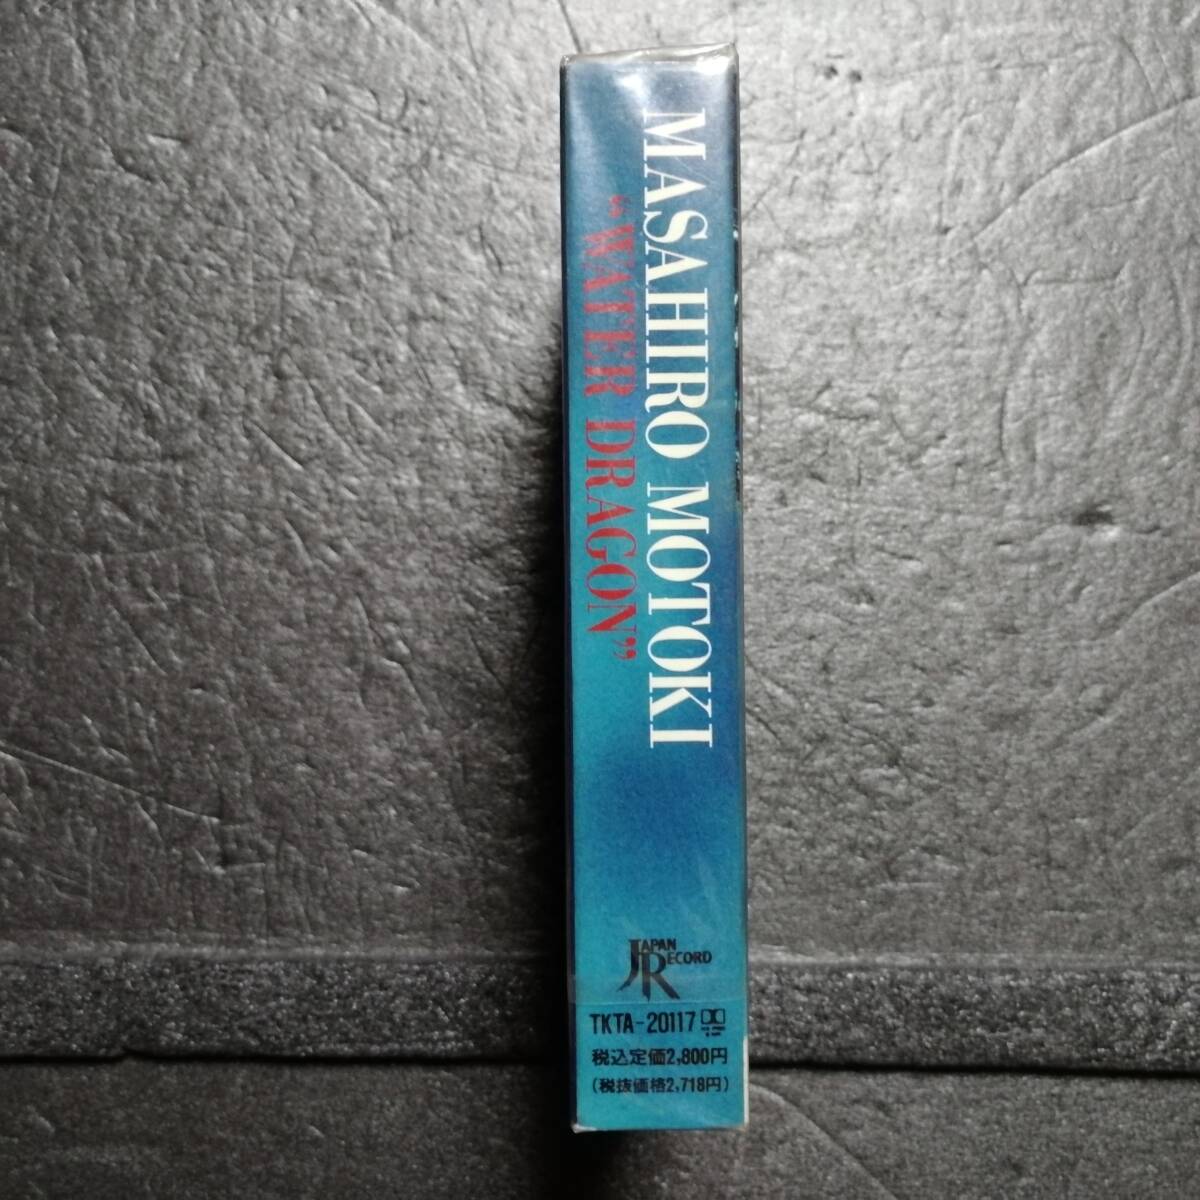 MASAHIRO MOTOKI
“WATER DRAGON”
JAPAN RECORD
TKTA-20117
税込定価2,800円
(税抜価格2,718円)